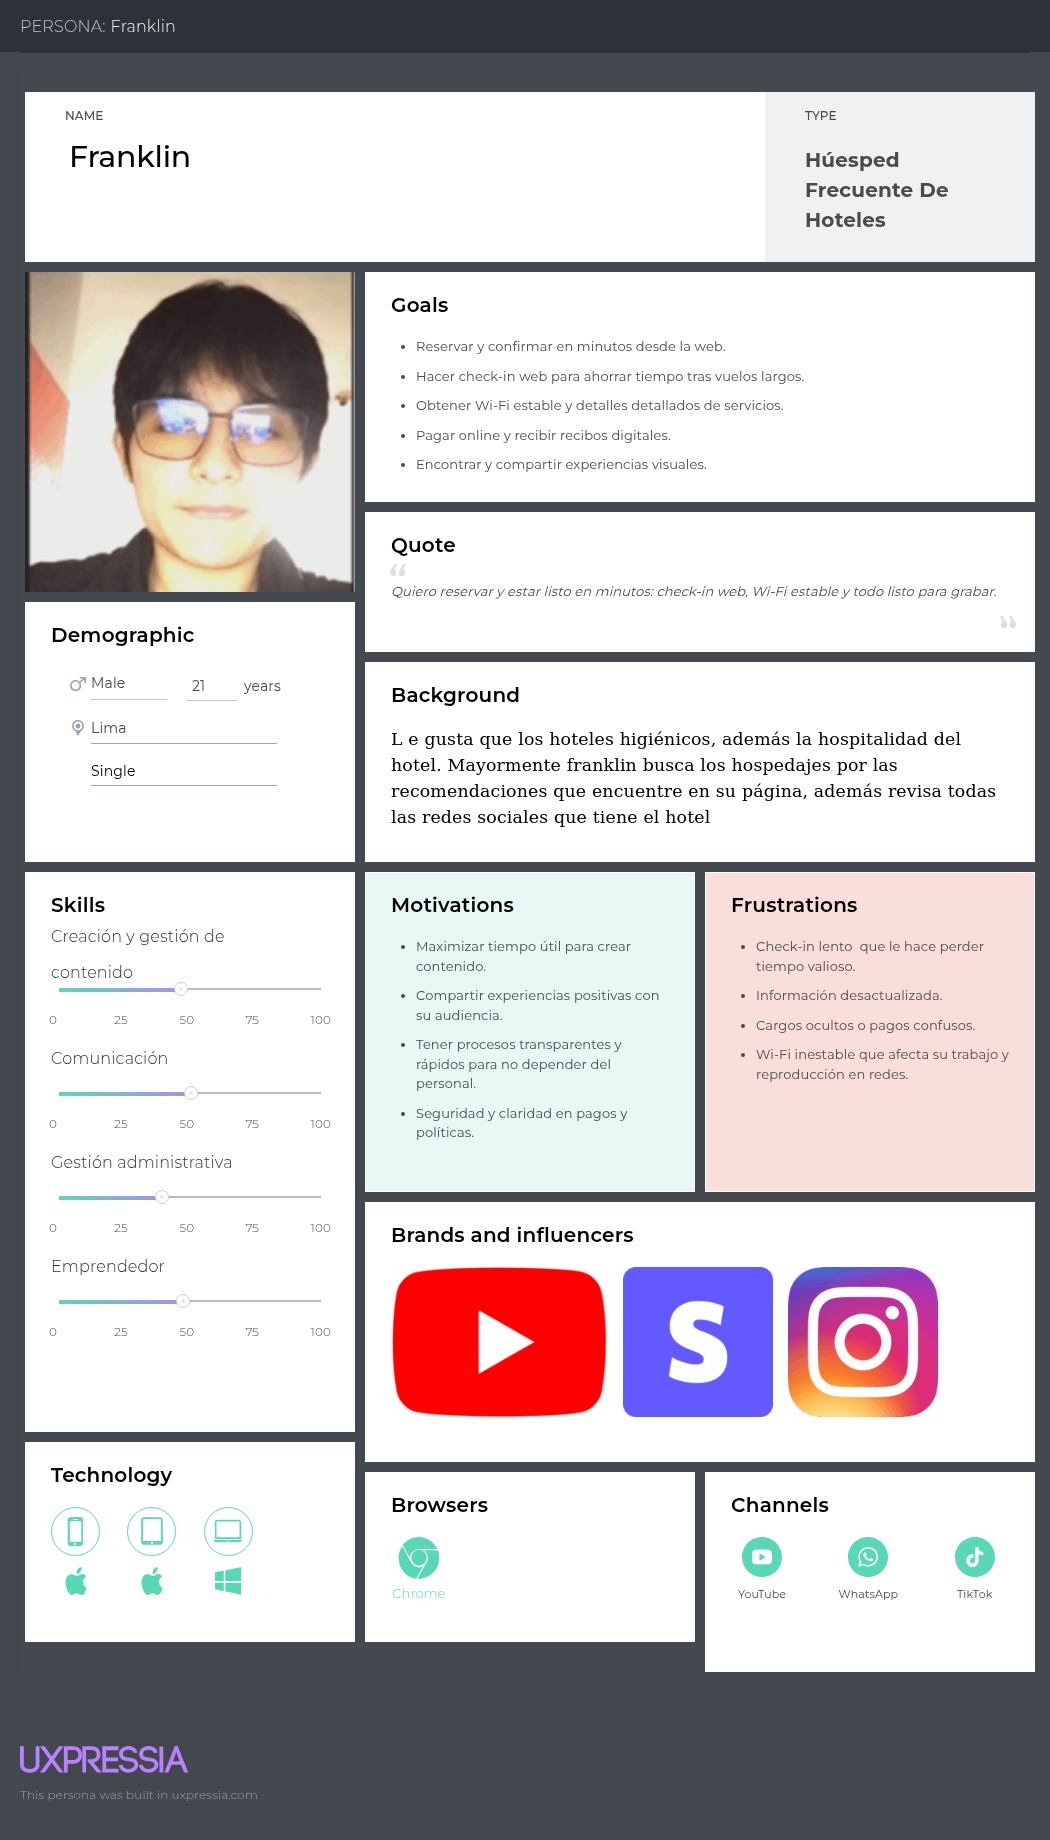 PERSONA: Franklin
NAME
Franklin
TYPE
Húesped
Frecuente De
Hoteles
Goals
• Reservar y confirmar en minutos desde la web.
• Hacer check-in web para ahorrar tiempo tras vuelos largos.
• Obtener Wi-Fi estable y detalles detallados de servicios.
• Pagar online y recibir recibos digitales.
• Encontrar y compartir experiencias visuales.
Quote
“
Quiero reservar y estar listo en minutos: check-in web, Wi-Fi estable y todo listo para grabar.
”
Demographic
Male 21 years
Lima
Single
Background
L e gusta que los hoteles higiénicos, además la hospitalidad del
hotel. Mayormente franklin busca los hospedajes por las
recomendaciones que encuentre en su página, además revisa todas
las redes sociales que tiene el hotel
Skills
Creación y gestión de
contenido
0 25 50 75 100
Comunicación
0 25 50 75 100
Gestión administrativa
0 25 50 75 100
Emprendedor
0 25 50 75 100
Motivations
• Maximizar tiempo útil para crear
contenido.
• Compartir experiencias positivas con
su audiencia.
• Tener procesos transparentes y
rápidos para no depender del
personal.
• Seguridad y claridad en pagos y
políticas.
Frustrations
• Check-in lento  que le hace perder
tiempo valioso.
• Información desactualizada.
• Cargos ocultos o pagos confusos.
• Wi-Fi inestable que afecta su trabajo y
reproducción en redes.
Brands and influencers
S
Technology
Browsers
Chrome
Channels
YouTube WhatsApp TikTok
UXPRESSIA
This persona was built in uxpressia.com